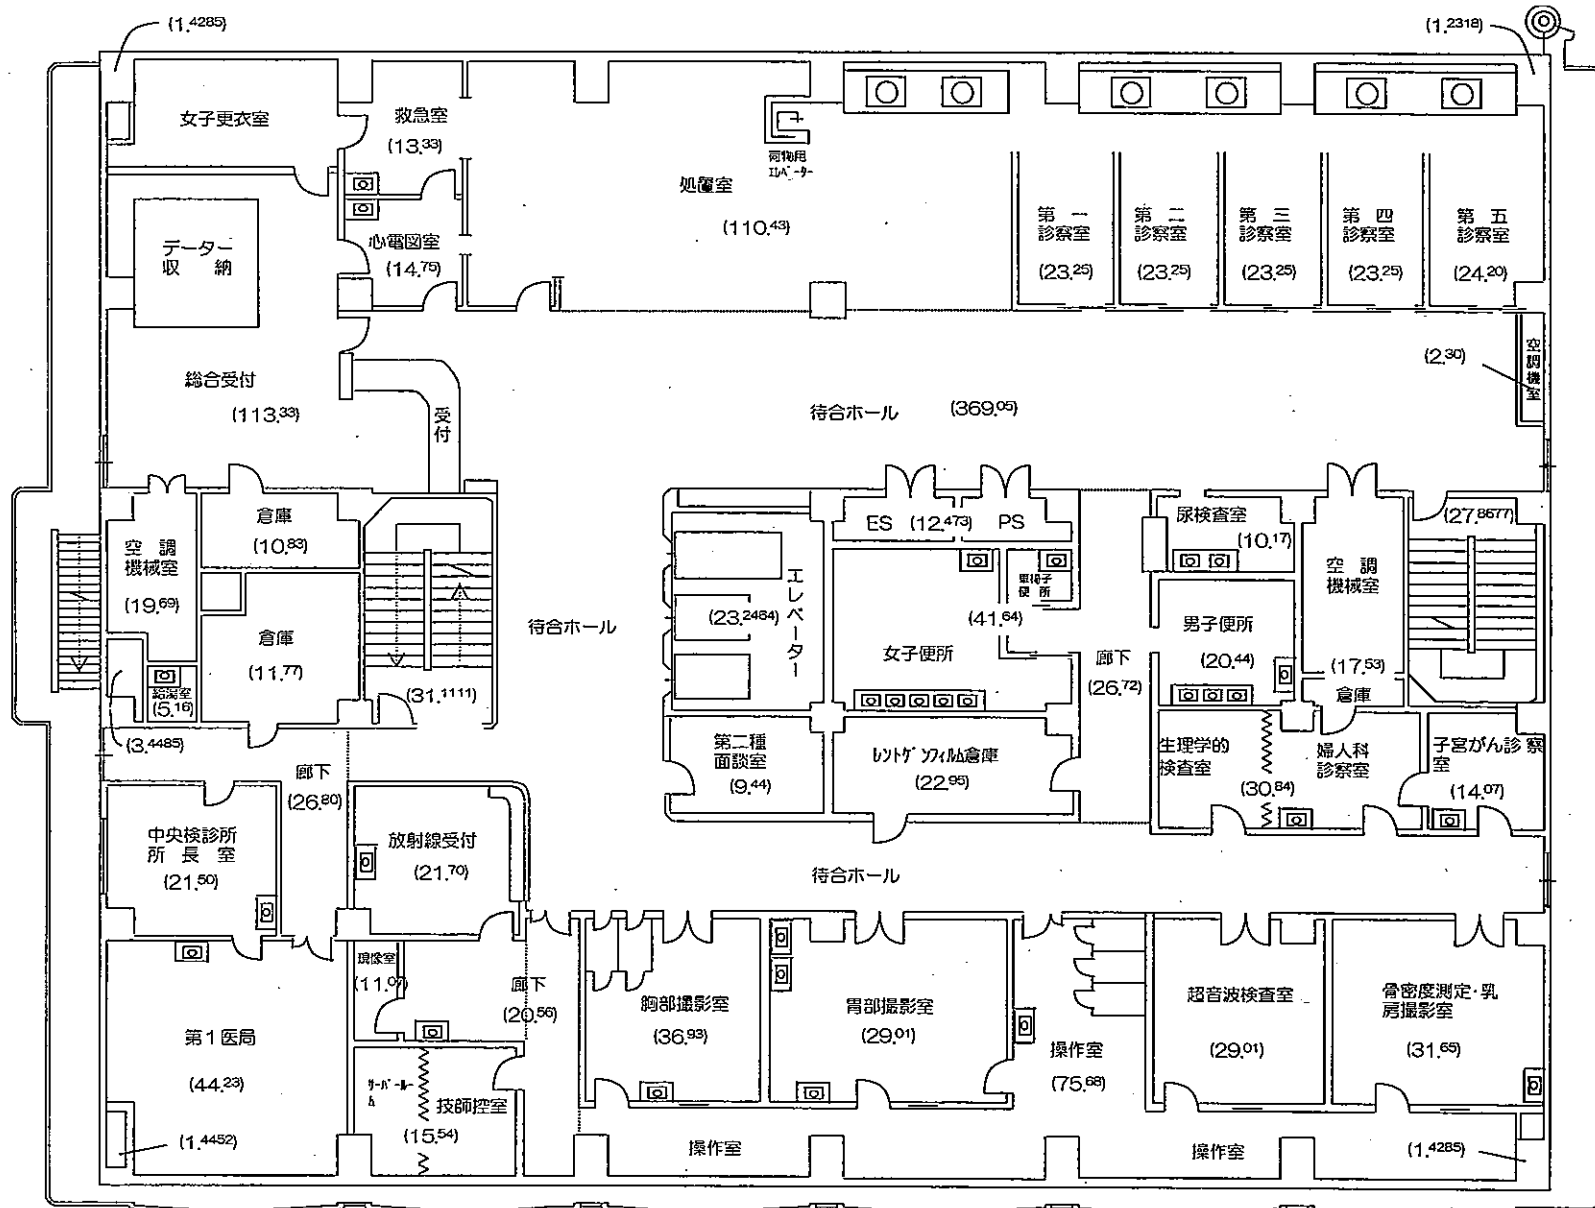 (1.4285)
(1.2318)
女子更衣室
救急室
(13.33)
荷物用
ｴﾚﾍﾞｰﾀｰ
処置室
(110.43)
データー
収　納
心電図室
(14.75)
第　一
診察室
(23.25)
第　二
診察室
(23.25)
第　三
診察室
(23.25)
第　四
診察室
(23.25)
第　五
診察室
(24.20)
総合受付
(113.33)
受付
待合ホール
(369.05)
(2.30)
空調機室
倉庫
(10.83)
空　調
機械室
(19.69)
倉庫
(11.77)
給湯室
(5.16)
(3.4485)
(31.1111)
待合ホール
エレベーター
(23.2464)
ES
(12.473)
PS
車椅子
便所
(41.64)
女子便所
廊下
(26.72)
尿検査室
(10.17)
男子便所
(20.44)
空　調
機械室
(17.53)
倉庫
(27.8677)
第二種
面談室
(9.44)
ﾚﾝﾄｹﾞﾝﾌｨﾙﾑ倉庫
(22.95)
生理学的
検査室
(30.84)
婦人科
診察室
子宮がん診察
室
(14.07)
廊下
(26.80)
中央検診所
所　長　室
(21.50)
放射線受付
(21.70)
待合ホール
現像室
(11.07)
廊下
(20.56)
第1医局
(44.23)
(1.4452)
ｻｰﾊﾞｰﾙｰ
ﾑ
技師控室
(15.54)
胸部撮影室
(36.93)
胃部撮影室
(29.01)
操作室
(75.68)
超音波検査室
(29.01)
骨密度測定・乳
房撮影室
(31.65)
操作室
操作室
(1.4285)